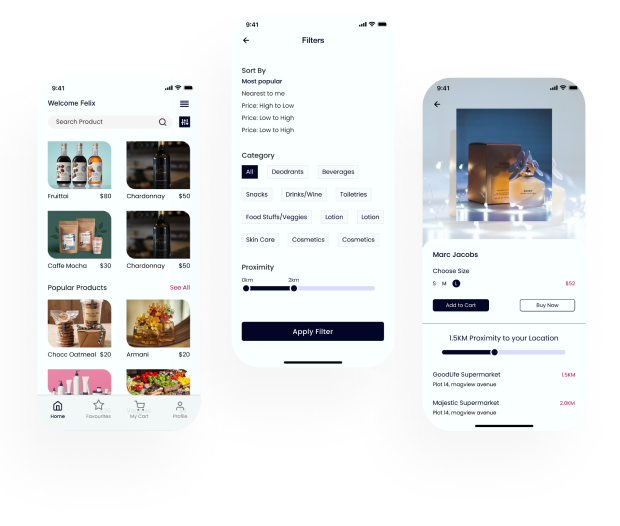 9:41
Welcome Felix
Search Product
Fruittai $80
Chardonnay $50
Caffe Mocha $30
Chardonnay $50
Popular Products See All
Chocc Oatmeal $20
Armani $20
Home Favourites My Cart Profile
9:41
Filters
Sort By
Most popular
Nearest to me
Price: High to Low
Price: Low to High
Price: Low to High
Category
All Deodrants Beverages
Snacks Drinks/Wine Toiletries
Food Stuffs/Veggies Lotion Lotion
Skin Care Cosmetics Cosmetics
Proximity
0km 2km
Apply Filter
9:41
Marc Jacobs
Choose Size
S M L $52
Add to Cart Buy Now
1.5KM Proximity to your Location
GoodLife Supermarket 1.5KM
Plot 14, magview avenue
Majestic Supermarket 2.0KM
Plot 14, magview avenue